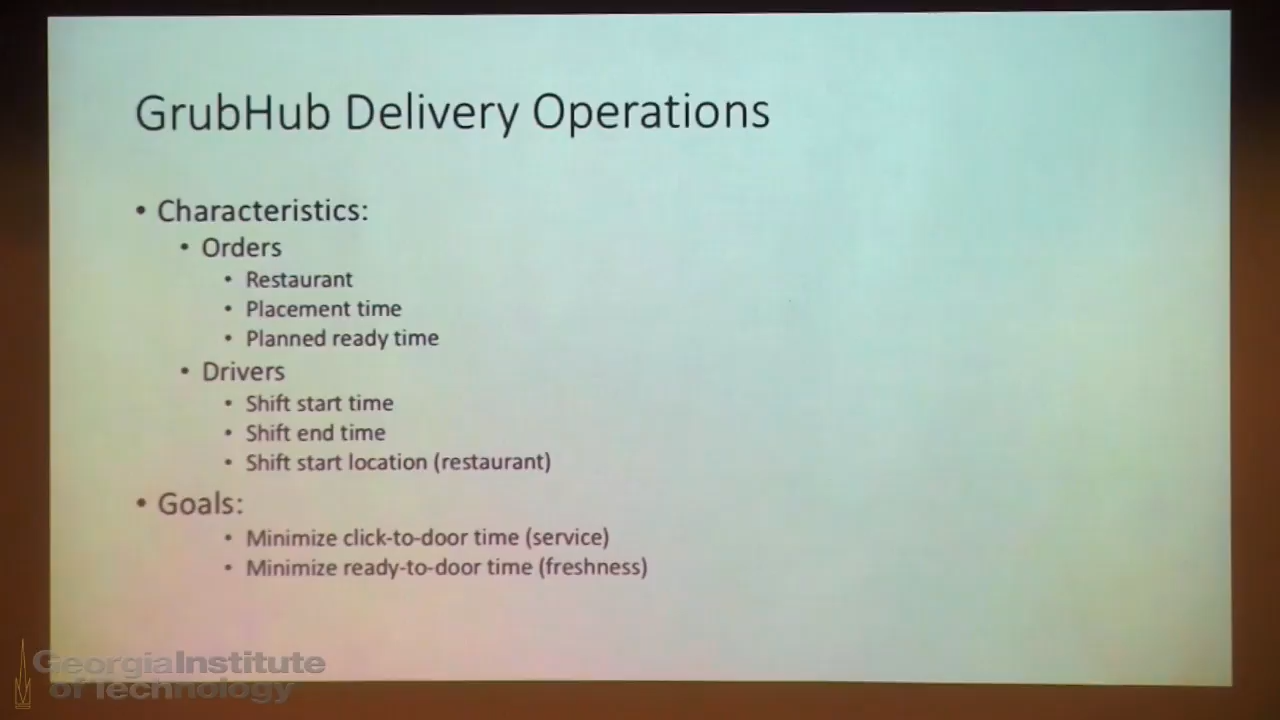 GrubHub Delivery Operations
• Characteristics:
• Orders
• Restaurant
• Placement time
• Planned ready time
• Drivers
• Shift start time
• Shift end time
• Shift start location (restaurant)
• Goals:
• Minimize click-to-door time (service)
• Minimize ready-to-door time (freshness)
Georgia Institute
of Technology